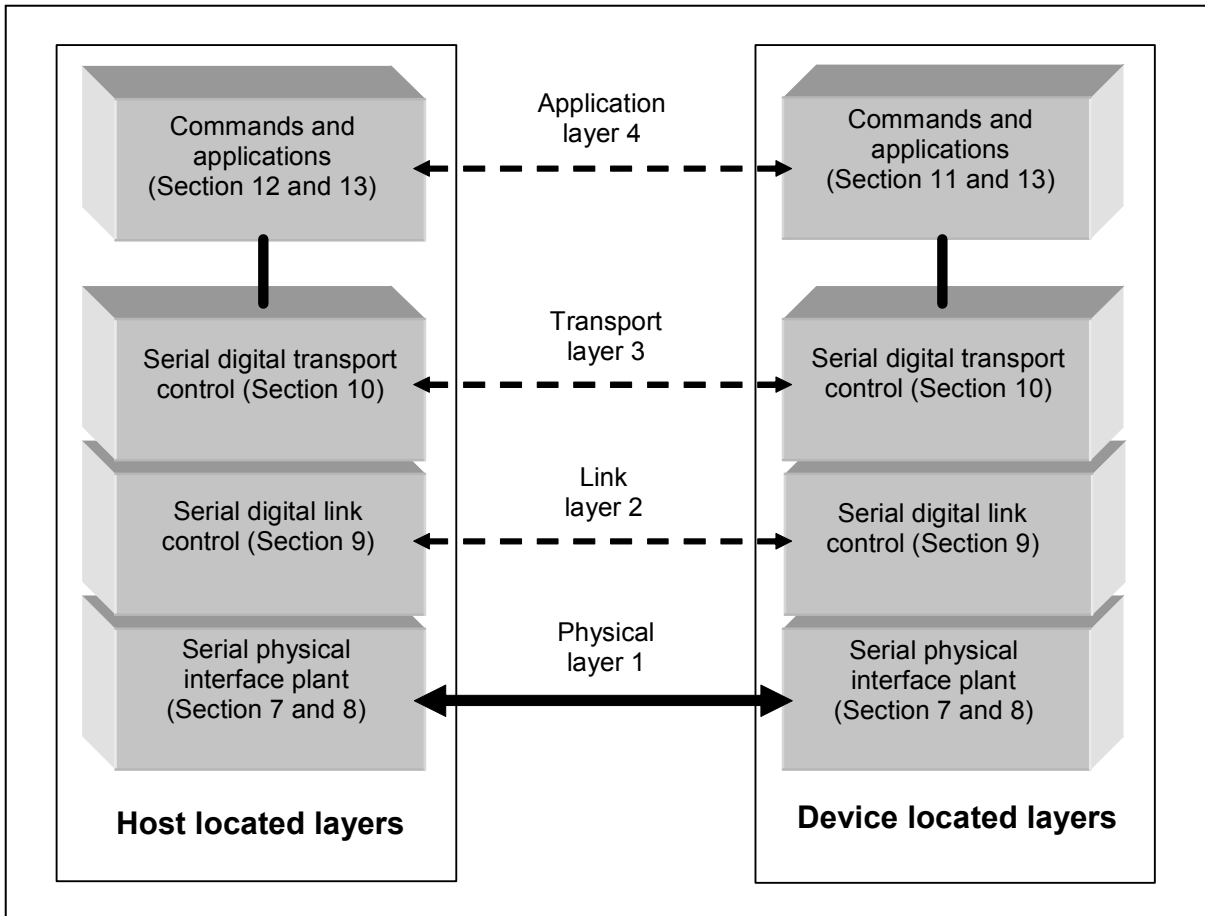 Commands and
applications
(Section 12 and 13)
Application
layer 4
Commands and
applications
(Section 11 and 13)
Serial digital transport
control (Section 10)
Transport
layer 3
Serial digital transport
control (Section 10)
Serial digital link
control (Section 9)
Link
layer 2
Serial digital link
control (Section 9)
Serial physical
interface plant
(Section 7 and 8)
Physical
layer 1
Serial physical
interface plant
(Section 7 and 8)
Host located layers
Device located layers